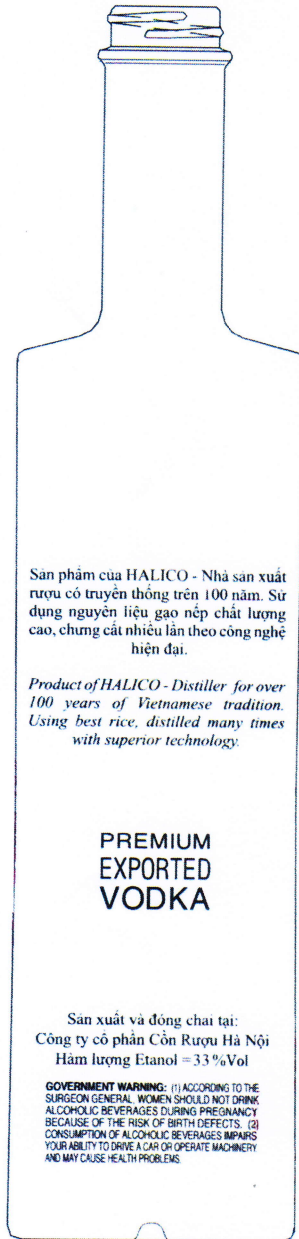 Sản phẩm của HALICO - Nhà sản xuất
rượu có truyền thống trên 100 năm. Sử
dụng nguyên liệu gạo nếp chất lượng
cao, chưng cất nhiều lần theo công nghệ
hiện đại.
Product of HALICO - Distiller for over
100 years of Vietnamese tradition.
Using best rice, distilled many times
with superior technology.
PREMIUM
EXPORTED
VODKA
Sản xuất và đóng chai tại:
Công ty cổ phần Cồn Rượu Hà Nội
Hàm lượng Etanol = 33%Vol
GOVERNMENT WARNING: (1) ACCORDING TO THE
SURGEON GENERAL, WOMEN SHOULD NOT DRINK
ALCOHOLIC BEVERAGES DURING PREGNANCY
BECAUSE OF THE RISK OF BIRTH DEFECTS. (2)
CONSUMPTION OF ALCOHOLIC BEVERAGES IMPAIRS
YOUR ABILITY TO DRIVE A CAR OR OPERATE MACHINERY
AND MAY CAUSE HEALTH PROBLEMS.